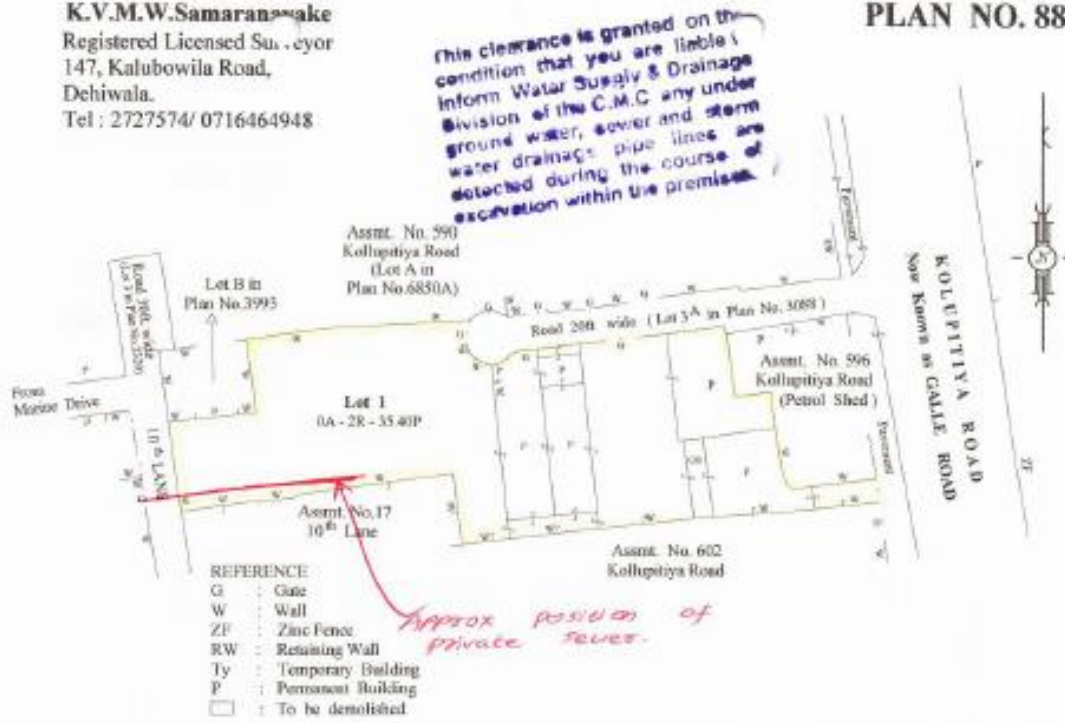 K.V.M.W.Samaranayake
Registered Licensed Surveyor
147, Kalubowila Road,
Dehiwala.
Tel : 2727574/ 0716464948
PLAN NO. 88
This clearance is granted on the
condition that you are liable
inform Water Supply & Drainage
Division of the C.M.C any under
ground water, sewer and storm
water drainage pipe lines are
detected during the course of
excavation within the premises.
Assmt. No. 590
Kollupitiya Road
(Lot A in
Plan No.6850A)
Lot B in
Plan No.3993
Road 20ft. wide ( Lot 3A in Plan No. 3088 )
Pavement
KOLUPITIYA ROAD
Now Known as GALLE ROAD
Assmt. No. 596
Kollupitiya Road
(Petrol Shed )
Pavement
From
Marine Drive
10 th LANE
Lot 1
0A - 2R - 35.40P
Assmt. No.17
10th Lane
Assmt. No. 602
Kollupitiya Road
ZF
Approx position of
private sewer.
REFERENCE
G : Gate
W : Wall
ZF : Zinc Fence
RW : Retaining Wall
Ty : Temporary Building
P : Permanent Building
: To be demolished